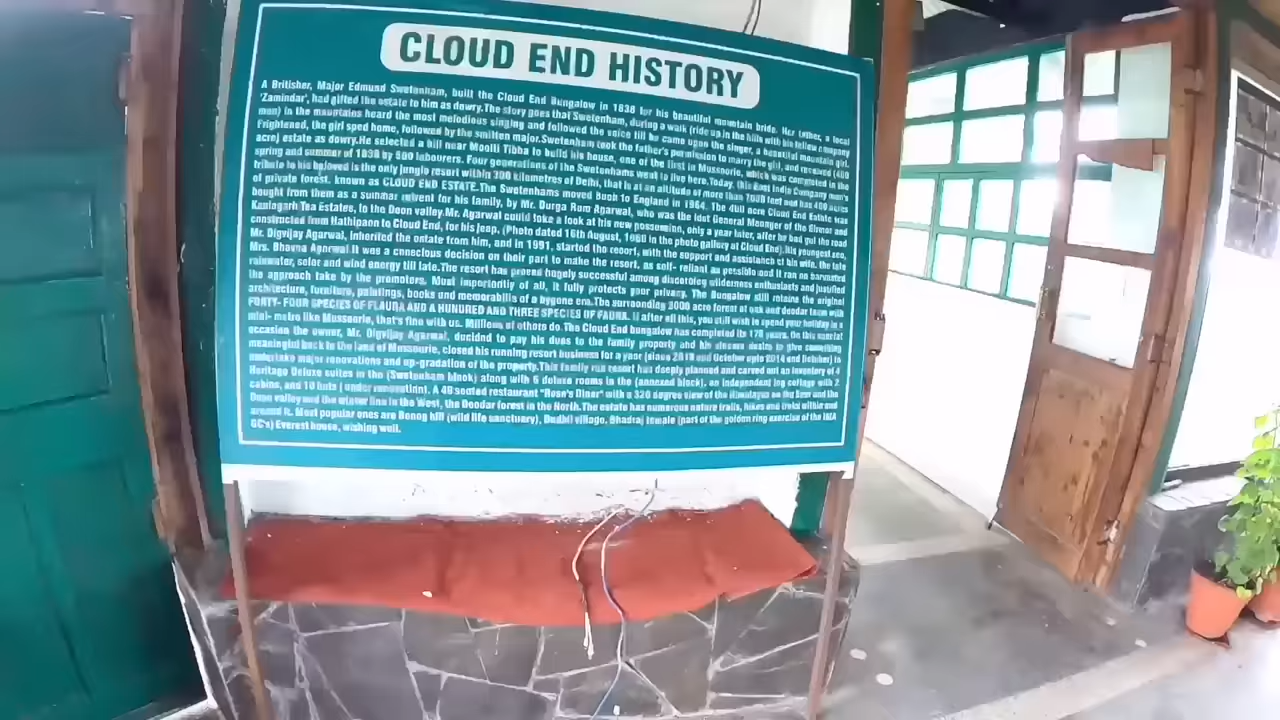 CLOUD END HISTORY
A Britisher, Major Edmund Swetenham, built the Cloud End Bungalow in 1838 for his beautiful mountain bride. Her father, a local
'Zamindar', had gifted the estate to him as dowry.The story goes that Swetenham, during a walk (ride up in the hills with his fellow company
men) in the mountains heard the most melodious singing and followed the voice till he came upon the singer, a beautiful mountain girl.
Frightened, the girl sped home, followed by the smitten major.Swetenham took the father's permission to marry the girl, and received (400
acre) estate as dowry.He selected a hill near Moolli Tibba to build his house, one of the first in Mussoorie, which was completed in the
spring and summer of 1838 by 500 labourers. Four generations of the Swetenhams went to live here.Today, this East India Company man's
tribute to his beloved is the only jungle resort within 300 kilometres of Delhi, that is at an altitude of more than 7000 feet and has 400 acres
of private forest, known as CLOUD END ESTATE.The Swetenhams moved back to England in 1964. The 400 acre Cloud End Estate was
bought from them as a summer retreat for his family, by Mr. Durga Ram Agarwal, who was the General Manager of the and
Kaulagarh Tea Estates, in the Doon valley.Mr. Agarwal could take a look at his new possession, only a year later, after he had got the road
constructed from Hathipaon to Cloud End, for his jeep. (Photo dated 16th August, in the photo gallery at Cloud End).His youngest son,
Mr. Digvijay Agarwal, inherited the estate from him, and in 1991, started the resort, with the support and assistance of his wife, the late
Mrs. Bhavna Agarwal It was a conscious decision on their part to make the resort, as self- reliant as possible and it ran on harvested
rainwater, solar and wind energy till late.The resort has proved hugely successful among discerning wilderness enthusiasts and justified
the approach take by the promoters. Most importantly of all, it fully protects your privacy. The Bungalow still retains the original
architecture, furniture, paintings, books and memorabilia of a bygone era.The surrounding 2000 acre forest of oak and deodar team with
FORTY- FOUR SPECIES OF FLAURA AND A HUNDRED AND THREE SPECIES OF FAUNA. If after all this, you still wish to spend your holiday in a
mini- metro like Mussoorie, that's fine with us. Millions of others do. The Cloud End bungalow has completed its 175 years. On this special
occasion the owner, Mr. Digvijay Agarwal, decided to pay his dues to the family property and his sincere desire to give something
meaningful back to the land of Mussoorie, closed his running resort business for a year (since 2013 end October upto 2014 end October) to
undertake major renovations and up-gradation of the property.This family run resort has deeply planned and carved out an inventory of 4
Heritage Deluxe suites in the (Swetenham block) along with 6 deluxe rooms in the (annexed block), an independent log cottage with 2
cabins, and 10 huts ( under renovation). A 40 seated restaurant "Rose's Diner" with a 320 degree view of the Himalayas on the East and the
Doon valley and the winter line in the West, the Deodar forest in the North.The estate has numerous nature trails, hikes and treks within and
around it. Most popular ones are Benog hill (wild life sanctuary), Dudhli village, Bhadraj temple (part of the golden ring exercise of the IMA
GC's) Everest house, wishing well.